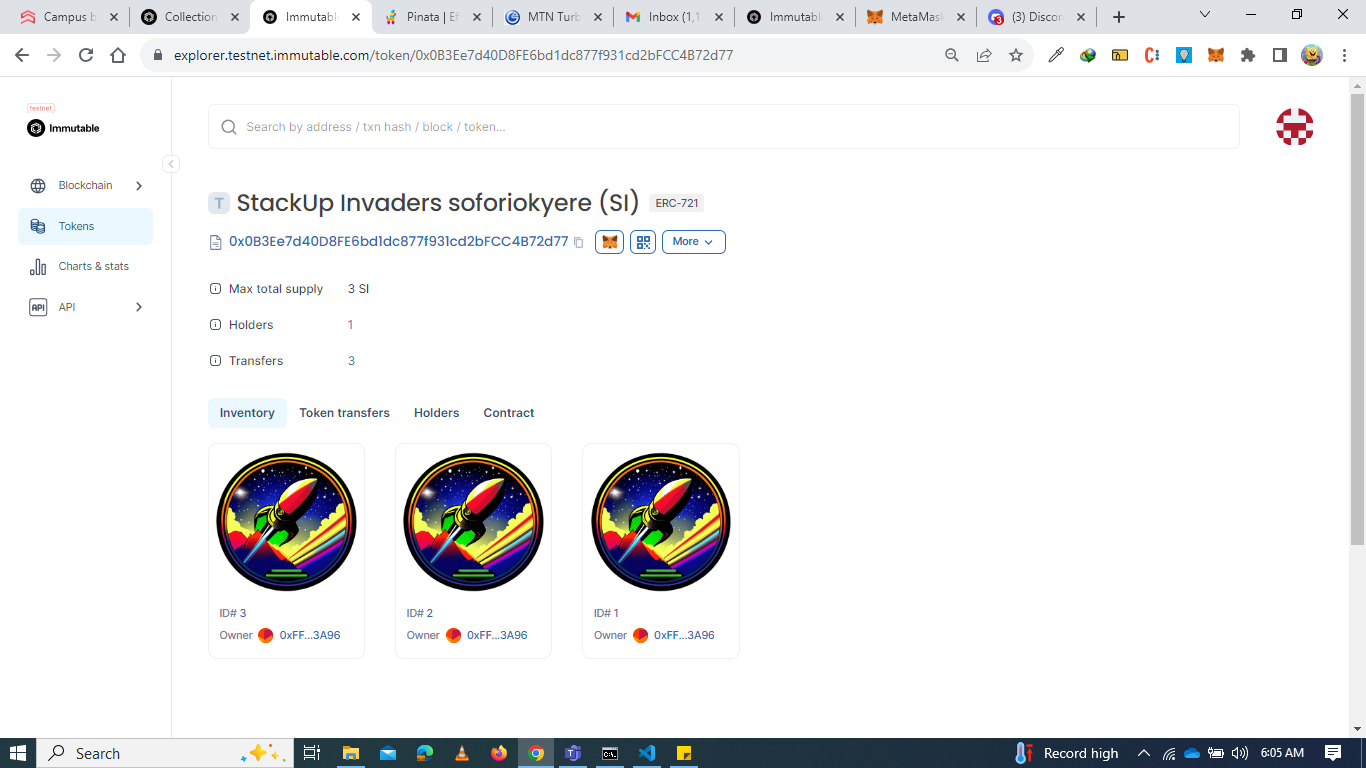 Campus b
Collection
Immutabl
Pinata | Ef
MTN Turb
Inbox (1,1
Immutabl
MetaMas
(3) Discor
explorer.testnet.immutable.com/token/0x0B3Ee7d40D8FE6bd1dc877f931cd2bFCC4B72d77
testnet
Immutable
Search by address / txn hash / block / token...
Blockchain
Tokens
Charts & stats
API API
T StackUp Invaders soforiokyere (SI) ERC-721
0x0B3Ee7d40D8FE6bd1dc877f931cd2bFCC4B72d77 More
Max total supply 3 SI
Holders 1
Transfers 3
Inventory Token transfers Holders Contract
ID# 3
Owner 0xFF...3A96
ID# 2
Owner 0xFF...3A96
ID# 1
Owner 0xFF...3A96
Search
Record high
6:05 AM